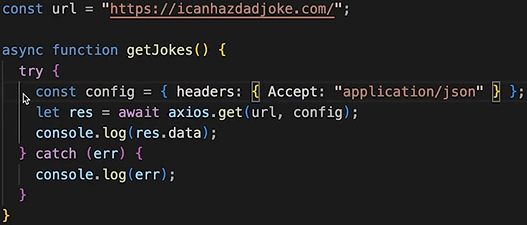 const url = "https://icanhazdadjoke.com/";
async function getJokes() {
try {
const config = { headers: { Accept: "application/json" } };
let res = await axios.get(url, config);
console.log(res.data);
} catch (err) {
console.log(err);
}
}